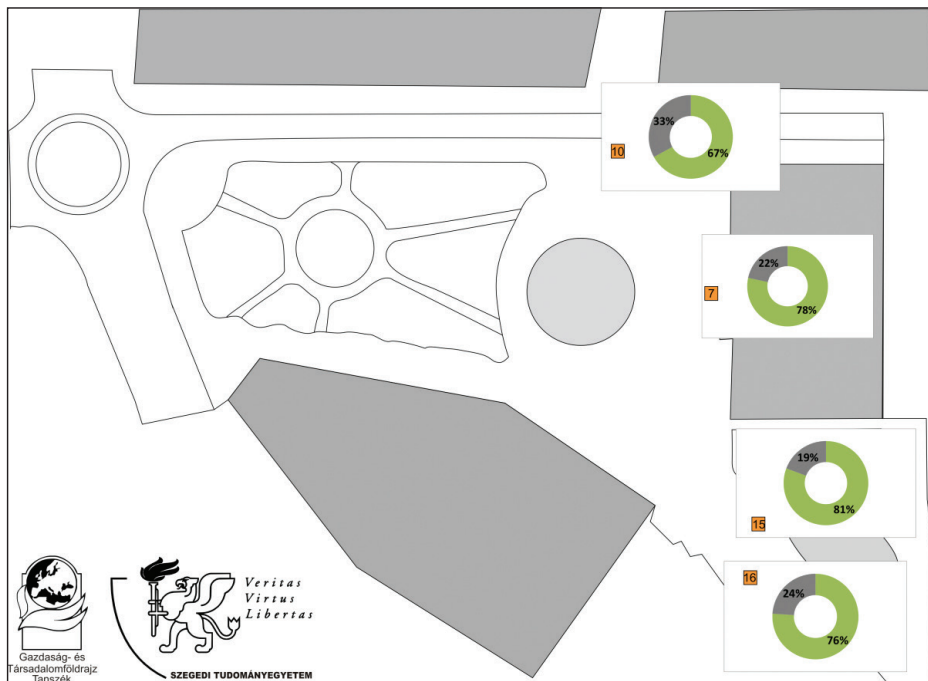 33%
67%
10
22%
78%
7
19%
81%
15
16
24%
76%
Veritas
Virtus
Libertas
Gazdaság- és
Társadalomföldrajz
Tanszék
SZEGEDI TUDOMÁNYEGYETEM